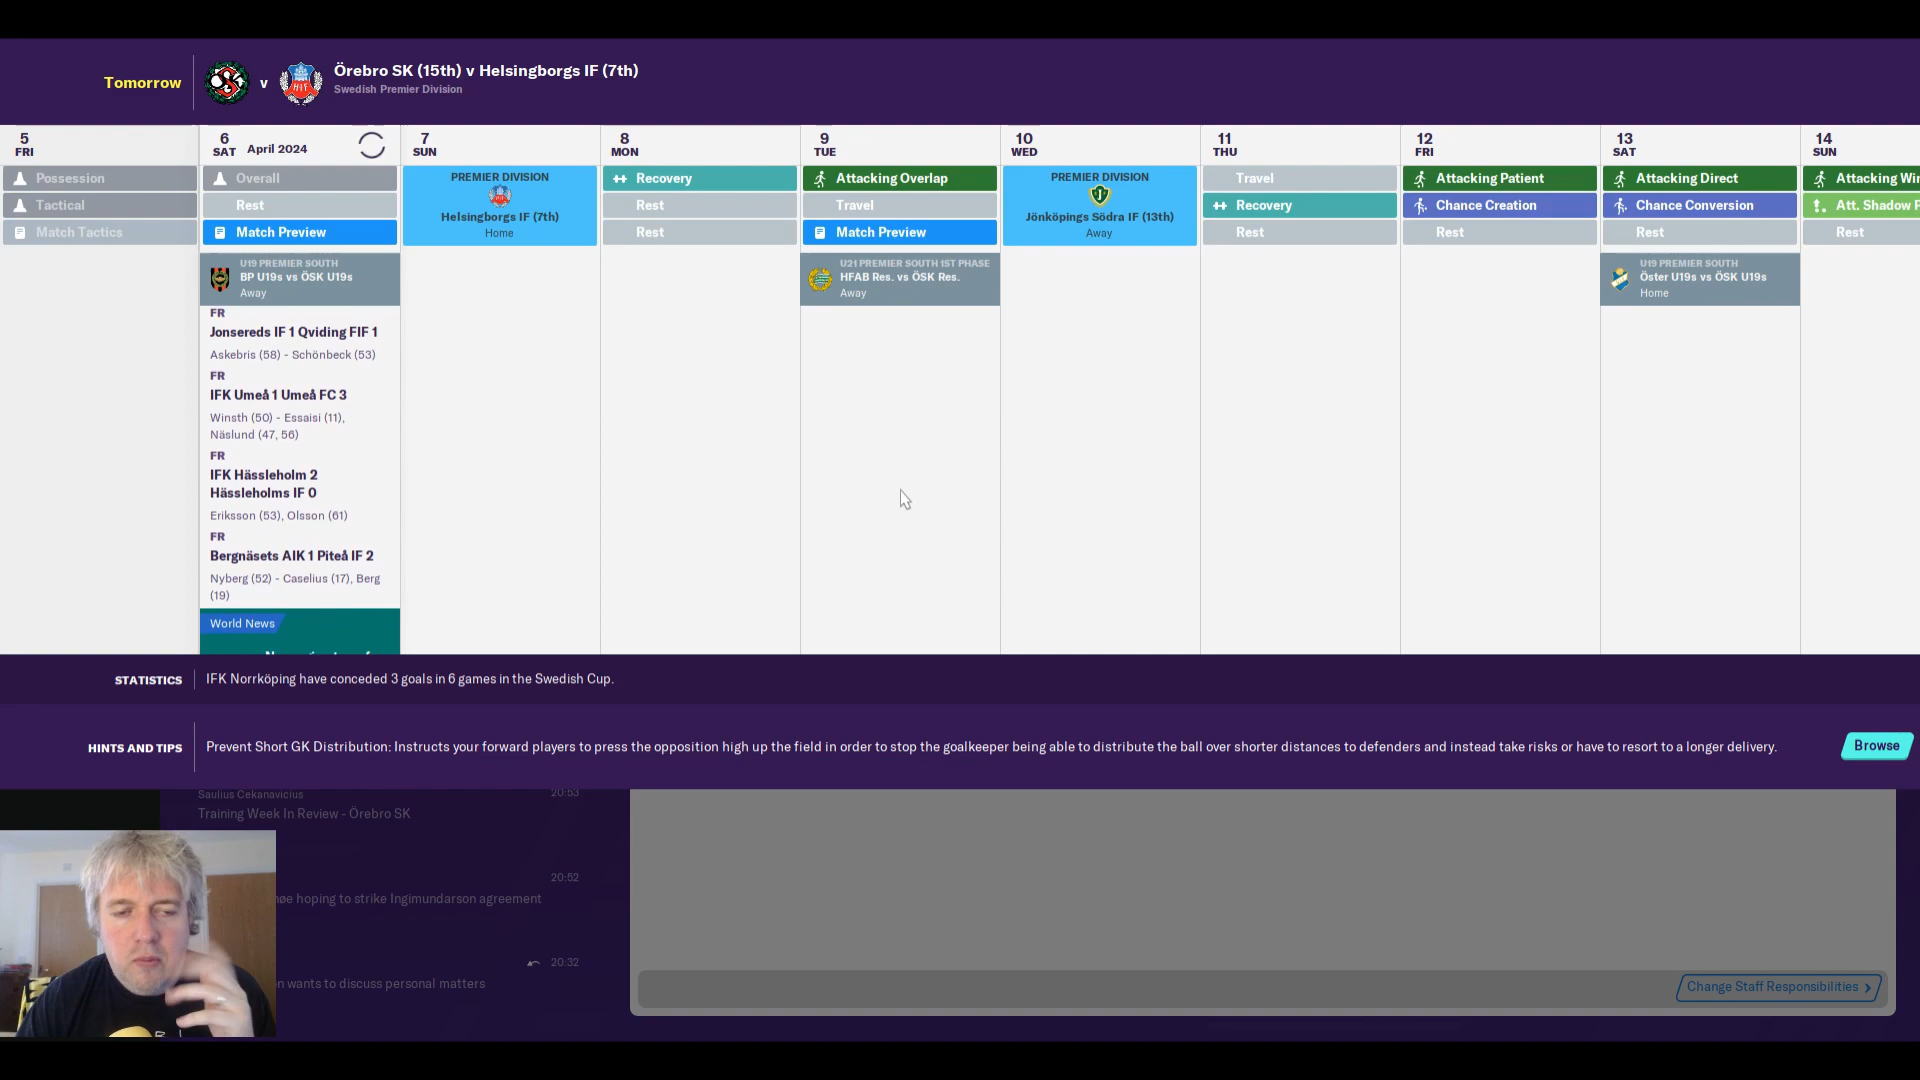 Tomorrow
v
Örebro SK (15th) v Helsingborgs IF (7th)
Swedish Premier Division
5
FRI
Possession
Tactical
Match Tactics
6
SAT April 2024
Overall
Rest
Match Preview
U19 PREMIER SOUTH
BP U19s vs ÖSK U19s
Away
FR
Jonsereds IF 1 Qviding FIF 1
Askebris (58) - Schönbeck (53)
FR
IFK Umeå 1 Umeå FC 3
Winsth (50) - Essaisi (11),
Näslund (47, 56)
FR
IFK Hässleholm 2
Hässleholms IF 0
Eriksson (53), Olsson (61)
FR
Bergnäsets AIK 1 Piteå IF 2
Nyberg (52) - Caselius (17), Berg
(19)
World News
7
SUN
PREMIER DIVISION
Helsingborgs IF (7th)
Home
8
MON
Recovery
Rest
Rest
9
TUE
Attacking Overlap
Travel
Match Preview
U21 PREMIER SOUTH 1ST PHASE
HFAB Res. vs ÖSK Res.
Away
10
WED
PREMIER DIVISION
Jönköpings Södra IF (13th)
Away
11
THU
Travel
Recovery
Rest
12
FRI
Attacking Patient
Chance Creation
Rest
13
SAT
Attacking Direct
Chance Conversion
Rest
U19 PREMIER SOUTH
Öster U19s vs ÖSK U19s
Home
14
SUN
Attacking
Att. Shadow
Rest
STATISTICS
IFK Norrköping have conceded 3 goals in 6 games in the Swedish Cup.
HINTS AND TIPS
Prevent Short GK Distribution: Instructs your forward players to press the opposition high up the field in order to stop the goalkeeper being able to distribute the ball over shorter distances to defenders and instead take risks or have to resort to a longer delivery.
Browse
Saulius Cekanavicius
20:53
Training Week In Review - Örebro SK
20:52
hoping to strike Ingimundarson agreement
20:32
wants to discuss personal matters
Change Staff Responsibilities